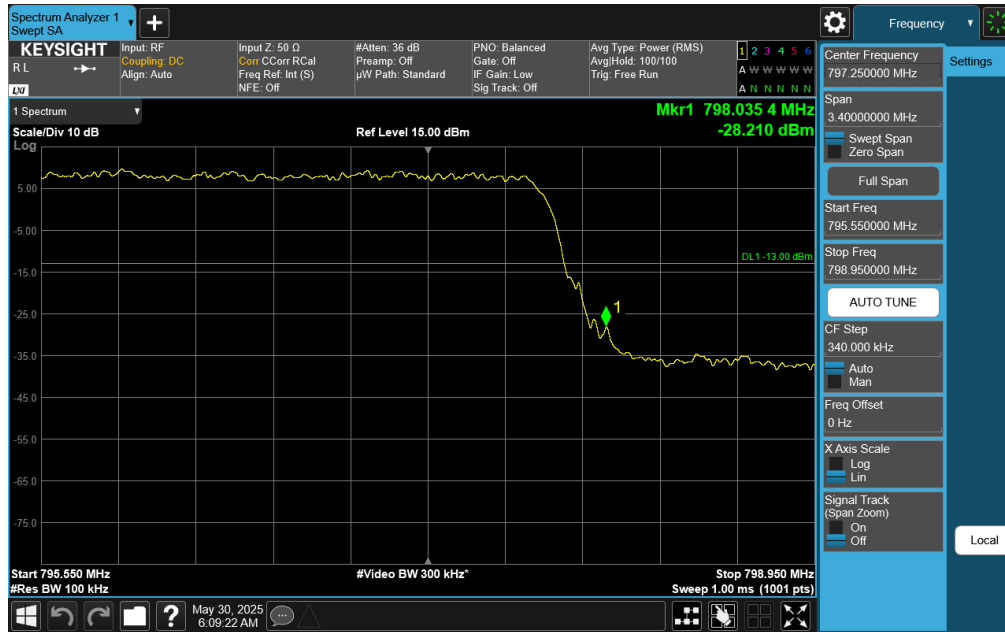 Spectrum Analyzer 1
Swept SA
Frequency
KEYSIGHT
R L
LXI
Input: RF
Coupling: DC
Align: Auto
Input Z: 50 Ω
Corr CCorr RCal
Freq Ref: Int (S)
NFE: Off
#Atten: 36 dB
Preamp: Off
µW Path: Standard
PNO: Balanced
Gate: Off
IF Gain: Low
Sig Track: Off
Avg Type: Power (RMS)
Avg|Hold: 100/100
Trig: Free Run
1 2 3 4 5 6
A W W W W W
A N N N N N
1 Spectrum
Mkr1 798.035 4 MHz
Scale/Div 10 dB
Ref Level 15.00 dBm
-28.210 dBm
Log
5.00
-5.00
DL1 -13.00 dBm
-15.0
1
-25.0
-35.0
-45.0
-55.0
-65.0
-75.0
Start 795.550 MHz
#Video BW 300 kHz*
Stop 798.950 MHz
#Res BW 100 kHz
Sweep 1.00 ms (1001 pts)
Center Frequency
797.250000 MHz
Settings
Span
3.40000000 MHz
Swept Span
Zero Span
Full Span
Start Freq
795.550000 MHz
Stop Freq
798.950000 MHz
AUTO TUNE
CF Step
340.000 kHz
Auto
Man
Freq Offset
0 Hz
X Axis Scale
Log
Lin
Signal Track
(Span Zoom)
On
Off
Local
?
May 30, 2025
6:09:22 AM